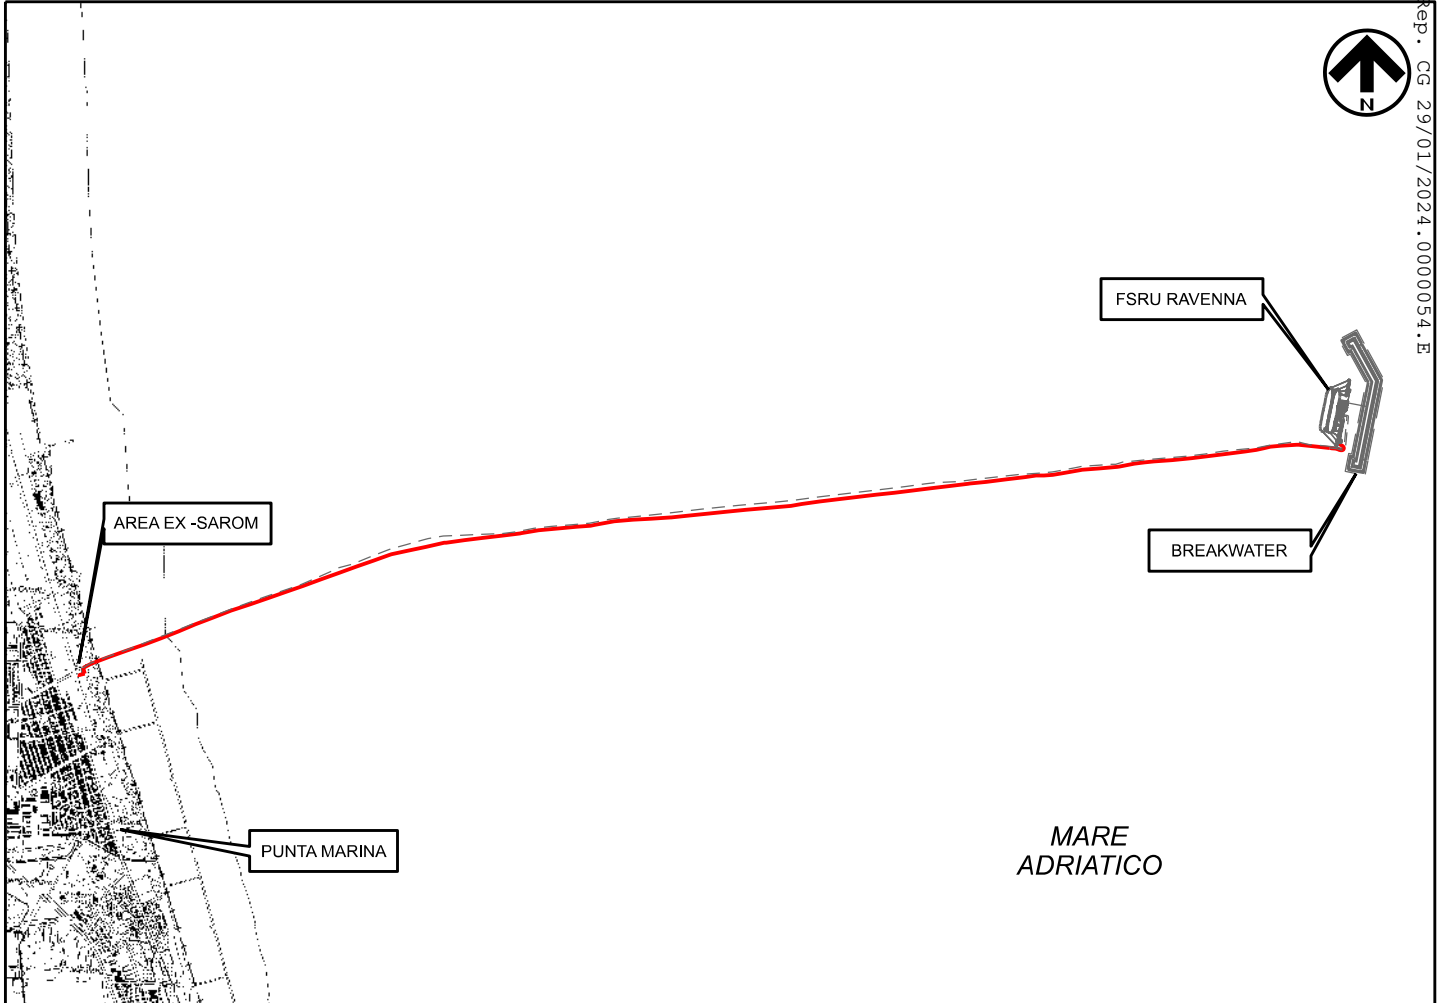 Rep. CG 29/01/2024.0000054.E
N
FSRU RAVENNA
AREA EX -SAROM
BREAKWATER
PUNTA MARINA
MARE
ADRIATICO